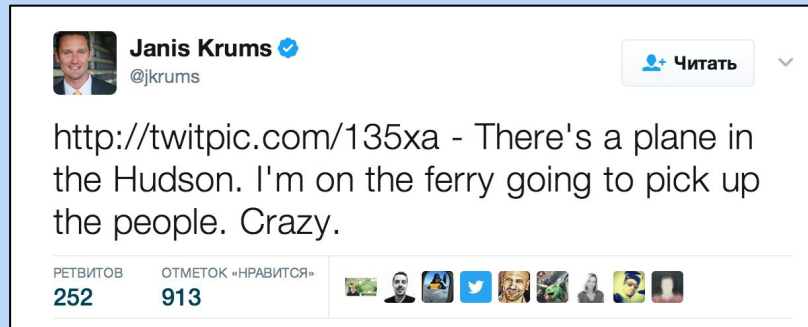 Janis Krums
@jkrums
Читать
http://twitpic.com/135xa - There's a plane in
the Hudson. I'm on the ferry going to pick up
the people. Crazy.
РЕТВИТОВ ОТМЕТОК «НРАВИТСЯ»
252 913